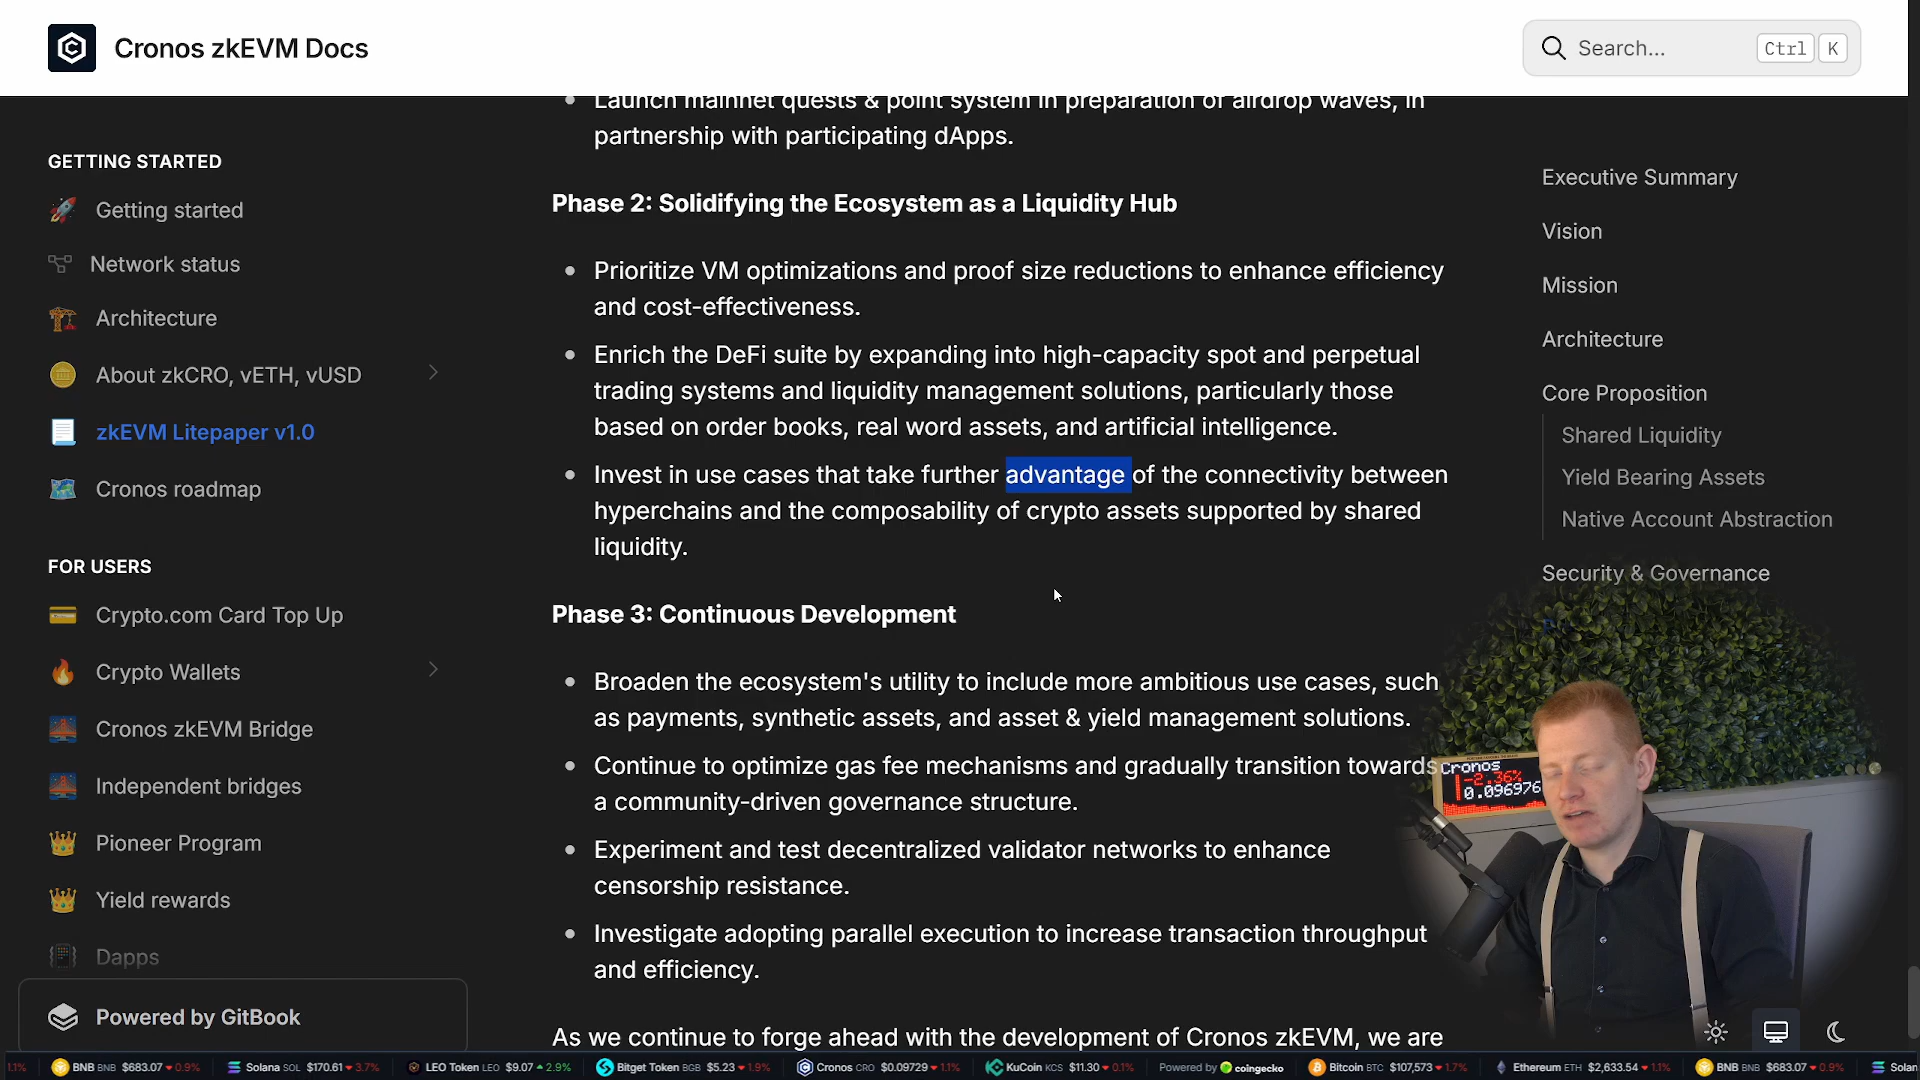 Cronos zkEVM Docs
Search...
Ctrl K
Launch mainnet quests & point system in preparation of airdrop waves, in
partnership with participating dApps.
GETTING STARTED
Getting started
Network status
Architecture
About zkCRO, vETH, vUSD
zkEVM Litepaper v1.0
Cronos roadmap
FOR USERS
Crypto.com Card Top Up
Crypto Wallets
Cronos zkEVM Bridge
Independent bridges
Pioneer Program
Yield rewards
Dapps
Powered by GitBook
Phase 2: Solidifying the Ecosystem as a Liquidity Hub
Prioritize VM optimizations and proof size reductions to enhance efficiency
and cost-effectiveness.
Enrich the DeFi suite by expanding into high-capacity spot and perpetual
trading systems and liquidity management solutions, particularly those
based on order books, real word assets, and artificial intelligence.
Invest in use cases that take further advantage of the connectivity between
hyperchains and the composability of crypto assets supported by shared
liquidity.
Phase 3: Continuous Development
Broaden the ecosystem's utility to include more ambitious use cases, such
as payments, synthetic assets, and asset & yield management solutions.
Continue to optimize gas fee mechanisms and gradually transition towards
a community-driven governance structure.
Experiment and test decentralized validator networks to enhance
censorship resistance.
Investigate adopting parallel execution to increase transaction throughput
and efficiency.
As we continue to forge ahead with the development of Cronos zkEVM, we are
Executive Summary
Vision
Mission
Architecture
Core Proposition
Shared Liquidity
Yield Bearing Assets
Native Account Abstraction
Security & Governance
Cronos
-2.36%
0.096976
1.1% BNB BNB $683.07 0.9% Solana SOL $170.61 3.7% LEO Token LEO $9.07 2.9% Bitget Token BGB $5.23 1.9% Cronos CRO $0.09729 1.1% KuCoin KCS $11.30 0.1% Powered by coingecko Bitcoin BTC $107,573 1.7% Ethereum ETH $2,633.54 1.1% BNB BNB $683.07 0.9% Solan